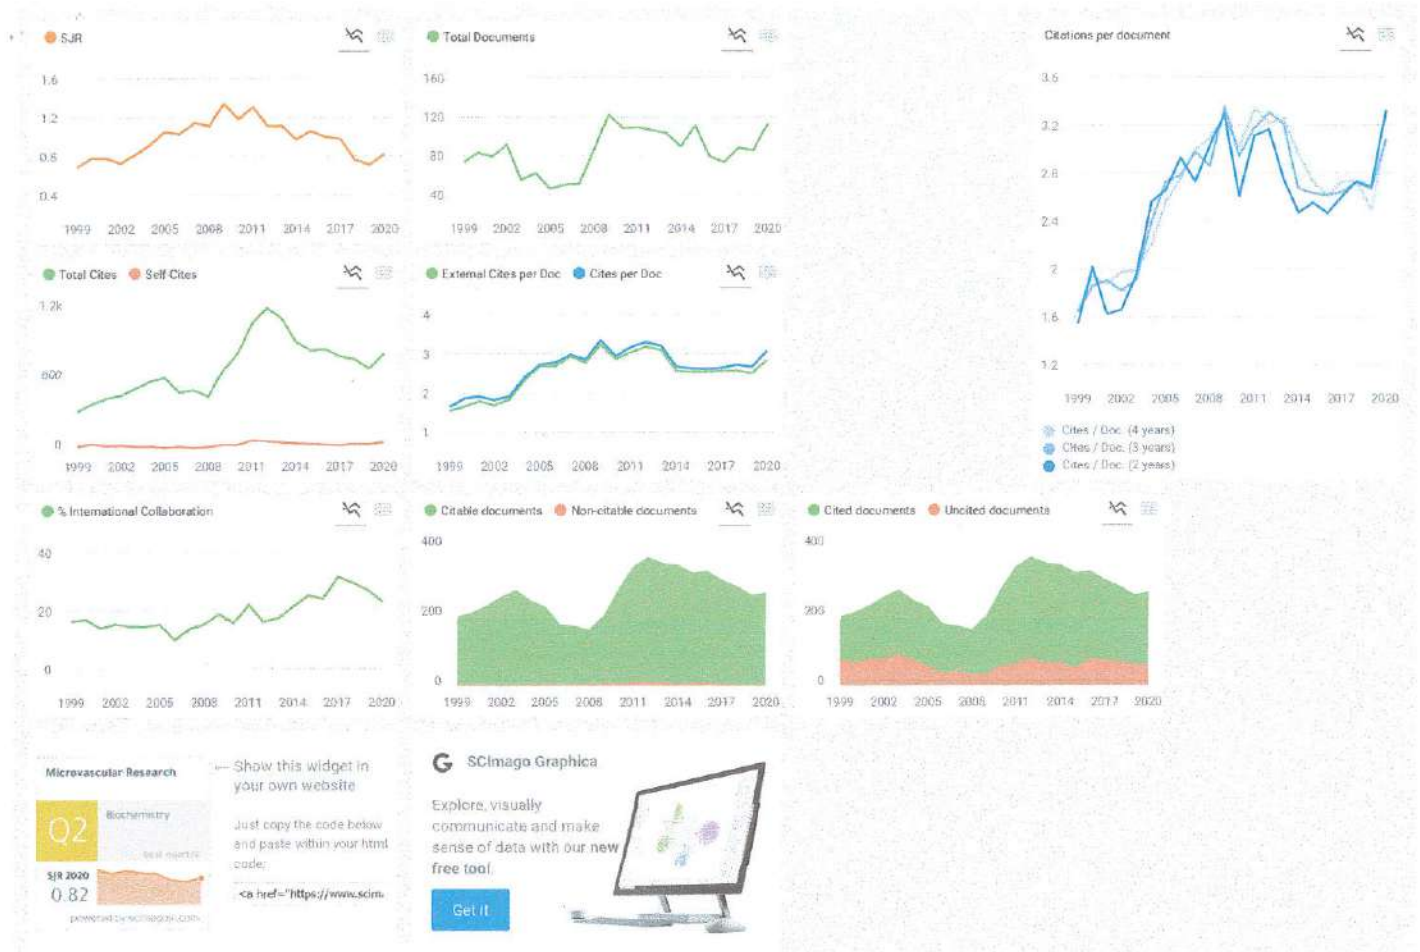 SJR
1.6
1.2
0.8
0.4
1999 2002 2005 2008 2011 2014 2017 2020
Total Documents
160
120
80
40
1999 2002 2005 2008 2011 2014 2017 2020
Citations per document
3.6
3.2
2.8
2.4
2
1.6
1.2
1999 2002 2005 2008 2011 2014 2017 2020
Cites / Doc. (4 years)
Cites / Doc. (3 years)
Cites / Doc. (2 years)
Total Cites Self-Cites
1.2k
600
0
1999 2002 2005 2008 2011 2014 2017 2020
External Cites per Doc Cites per Doc
4
3
2
1
1999 2002 2005 2008 2011 2014 2017 2020
% International Collaboration
40
20
0
1999 2002 2005 2008 2011 2014 2017 2020
Citable documents Non-citable documents
400
200
0
1999 2002 2005 2008 2011 2014 2017 2020
Cited documents Uncited documents
400
200
0
1999 2002 2005 2008 2011 2014 2017 2020
Microvascular Research
Q2 Biochemistry
best quartile
SJR 2020
0.82
powered by scimagojr.com
← Show this widget in
your own website
Just copy the code below
and paste within your html
code:
<a href="https://www.scim
SCImago Graphica
Explore, visually
communicate and make
sense of data with our new
free tool.
Get it